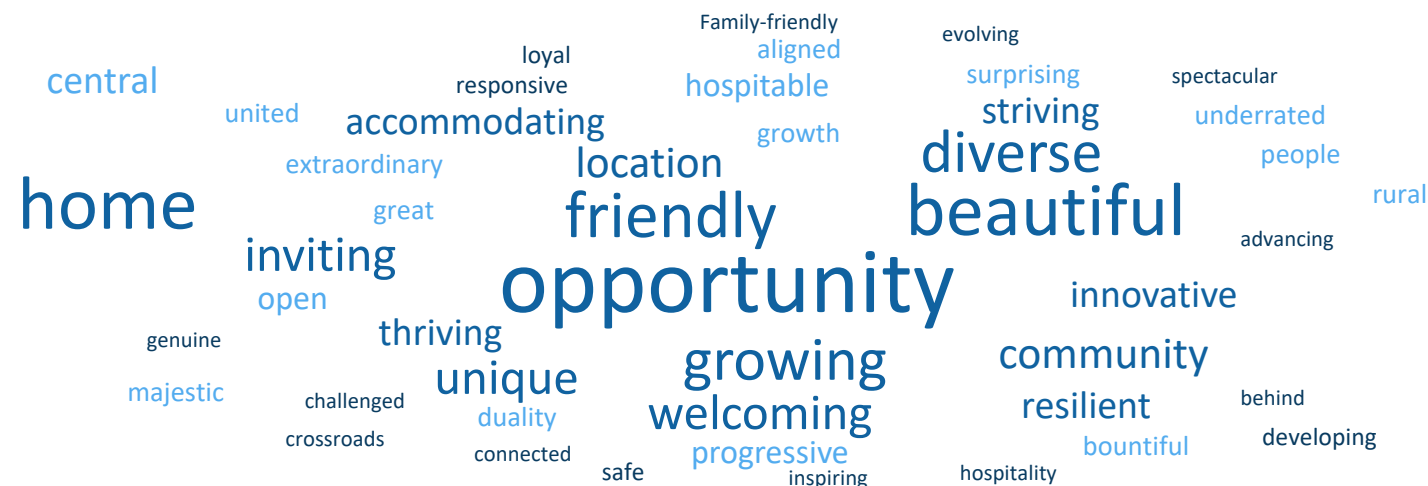 Family-friendly
evolving
loyal
aligned
central
responsive
hospitable
surprising
spectacular
united
accommodating
growth
striving
underrated
extraordinary
location
diverse
people
home
great
friendly
beautiful
rural
inviting
advancing
open
opportunity
innovative
genuine
thriving
growing
community
majestic
challenged
unique
welcoming
resilient
behind
duality
crossroads
connected
progressive
bountiful
developing
safe
inspiring
hospitality